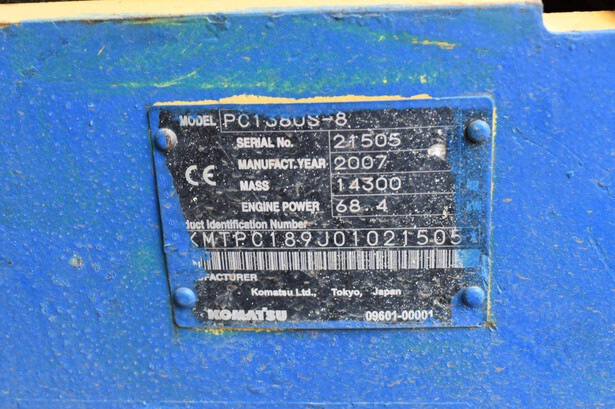 MODEL PC138US-8
SERIAL No. 21505
MANUFACT.YEAR 2007
CE MASS 14300
ENGINE POWER 68.4
duct Identification Number
KMTPC189J01021505
UFACTURER
Komatsu Ltd., Tokyo, Japan
KOMATSU 09601-00001